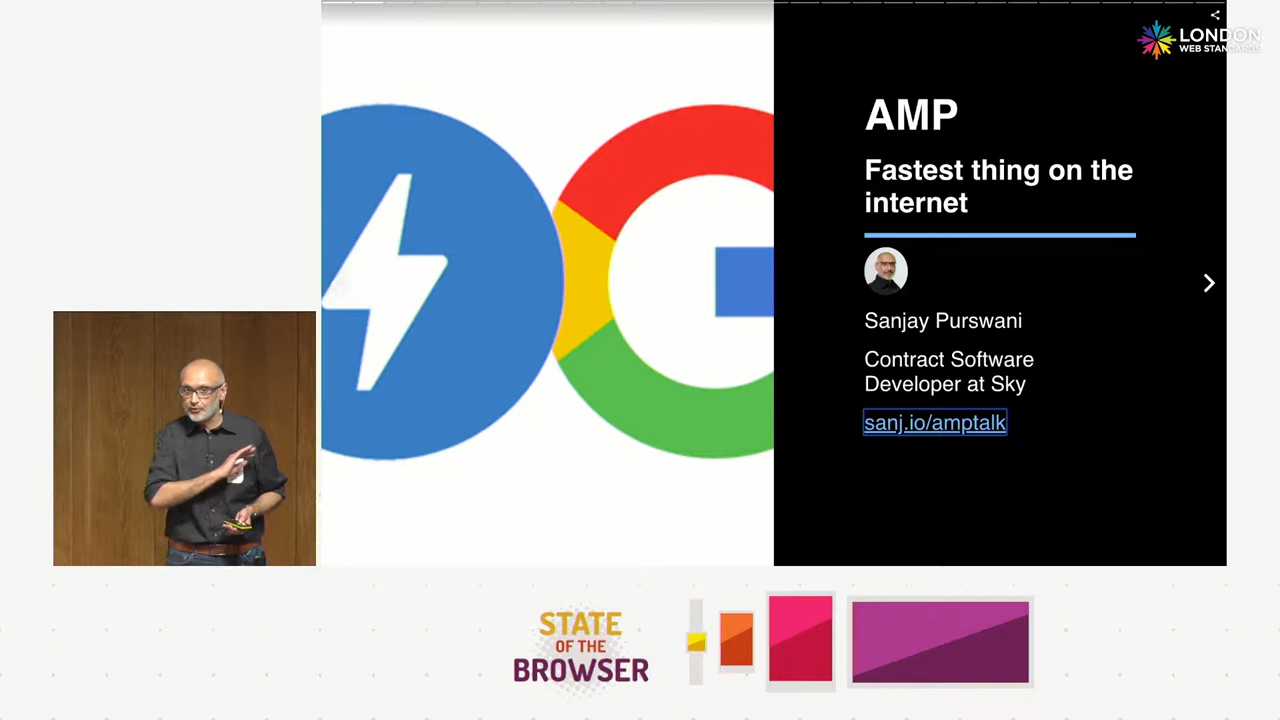 LONDON
WEB STANDARDS
AMP
Fastest thing on the
internet
Sanjay Purswani
Contract Software
Developer at Sky
sanj.io/amptalk
STATE
OF THE
BROWSER